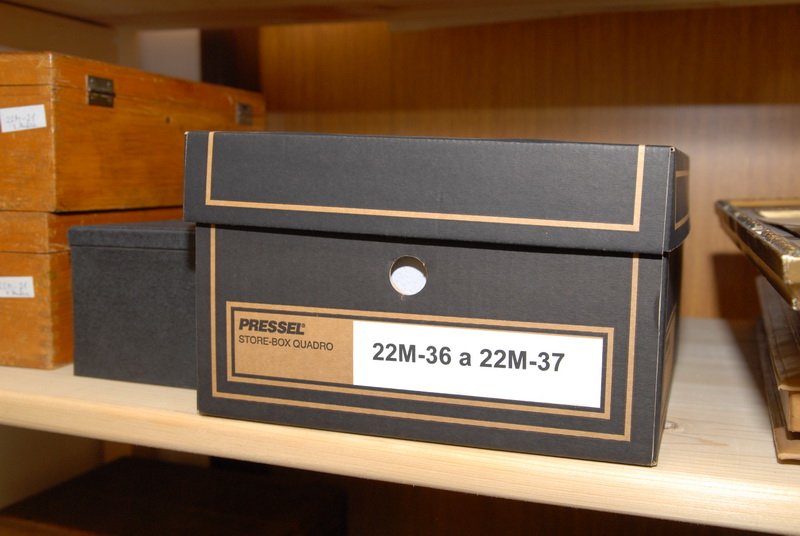 PRESSEL®
STORE-BOX QUADRO
22M-36 a 22M-37